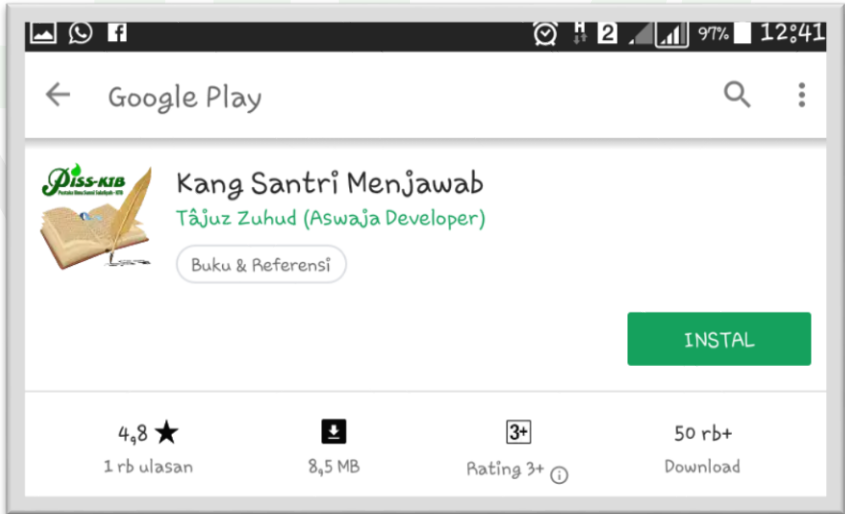 H 2 97% 12:41
Google Play
PISS-KTB
Kang Santri Menjawab
Tâjuz Zuhud (Aswaja Developer)
Buku & Referensi
INSTAL
4,8 ★ 3+ 50 rb+
1 rb ulasan 8,5 MB Rating 3+ Download